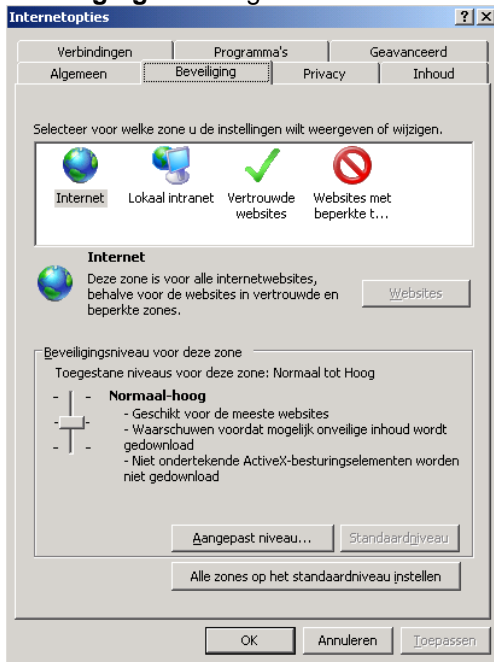 Internetopties
Verbindingen Programma's Geavanceerd
Algemeen Beveiliging Privacy Inhoud
Selecteer voor welke zone u de instellingen wilt weergeven of wijzigen.
Internet Lokaal intranet Vertrouwde websites Websites met beperkte t...
Internet
Deze zone is voor alle internetwebsites,
behalve voor de websites in vertrouwde en
beperkte zones.
Websites
Beveiligingsniveau voor deze zone
Toegestane niveaus voor deze zone: Normaal tot Hoog
Normaal-hoog
- Geschikt voor de meeste websites
- Waarschuwen voordat mogelijk onveilige inhoud wordt
gedownload
- Niet ondertekende ActiveX-besturingselementen worden
niet gedownload
Aangepast niveau... Standaardniveau
Alle zones op het standaardniveau instellen
OK Annuleren Toepassen